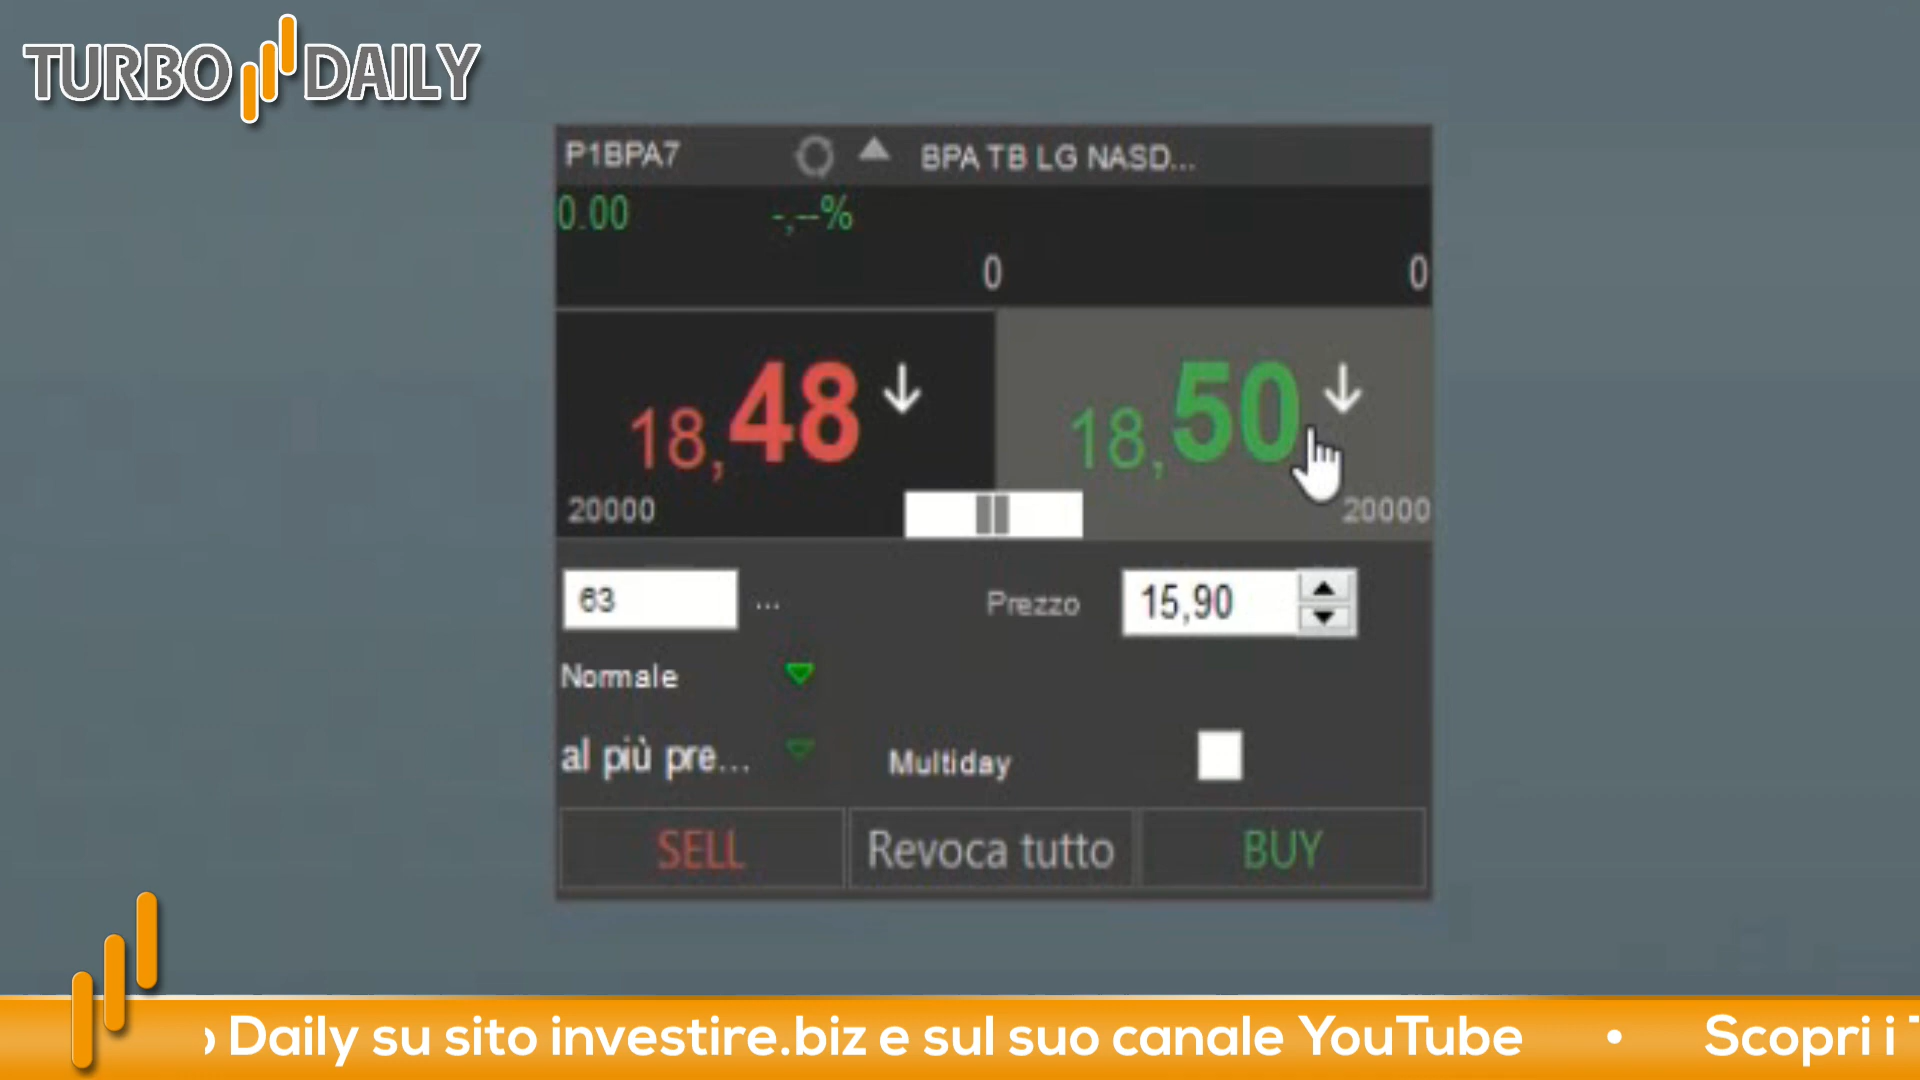 TURBO DAILY
P1BPA7 BPA TB LG NASD...
0.00 -,--%
0 0
18,48 18,50
20000 20000
63 ... Prezzo 15,90
Normale
al più pre... Multiday
SELL Revoca tutto BUY
Daily su sito investire.biz e sul suo canale YouTube • Scopri i